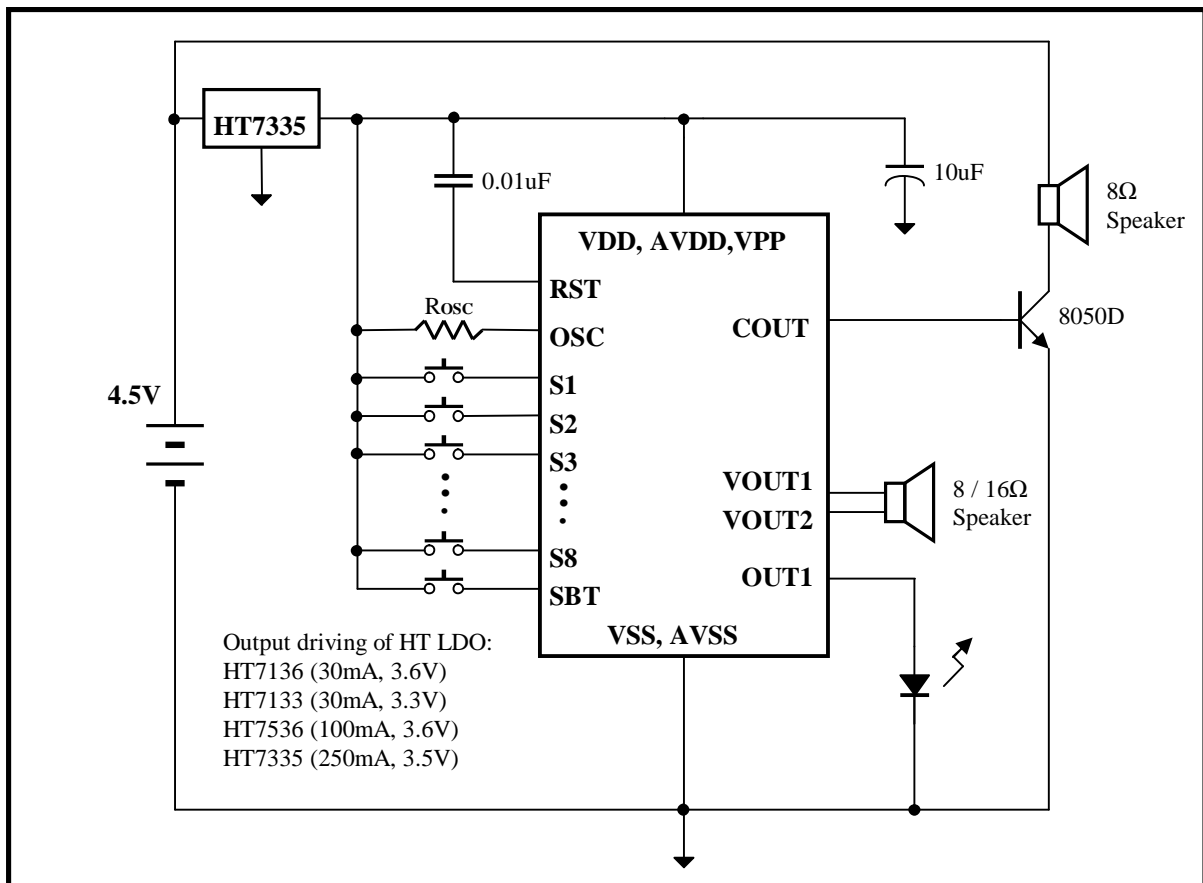 HT7335
0.01uF
10uF
8Ω
Speaker
VDD, AVDD,VPP
RST
Rosc
OSC
COUT
8050D
S1
4.5V
S2
S3
VOUT1
8 / 16Ω
VOUT2
Speaker
S8
OUT1
SBT
VSS, AVSS
Output driving of HT LDO:
HT7136 (30mA, 3.6V)
HT7133 (30mA, 3.3V)
HT7536 (100mA, 3.6V)
HT7335 (250mA, 3.5V)